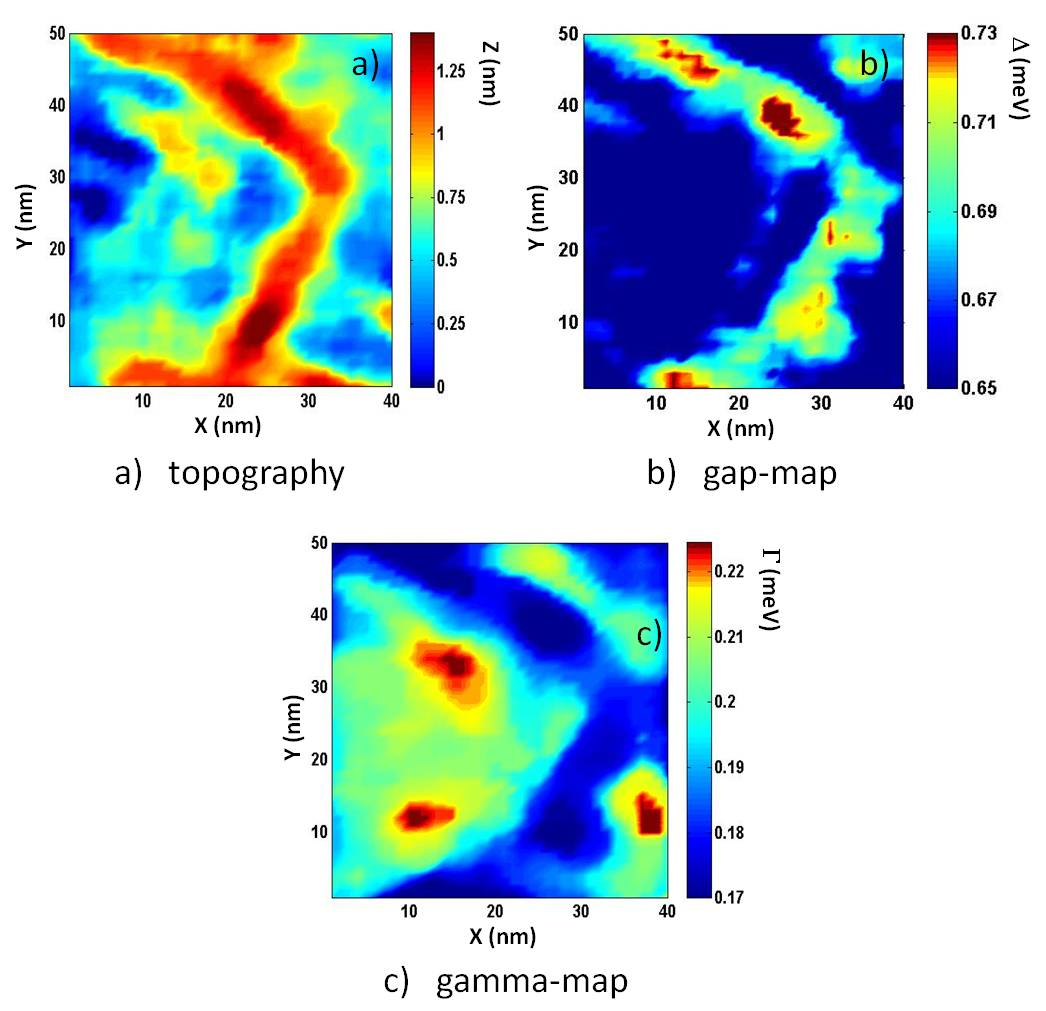 a)
50
40
30
20
10
Y (nm)
10 20 30 40
X (nm)
1.25
1
0.75
0.5
0.25
0
Z (nm)
b)
50
40
30
20
10
Y (nm)
10 20 30 40
X (nm)
0.73
0.71
0.69
0.67
0.65
Δ (meV)
a) topography
b) gap-map
c)
50
40
30
20
10
Y (nm)
10 20 30 40
X (nm)
0.22
0.21
0.2
0.19
0.18
0.17
Γ (meV)
c) gamma-map